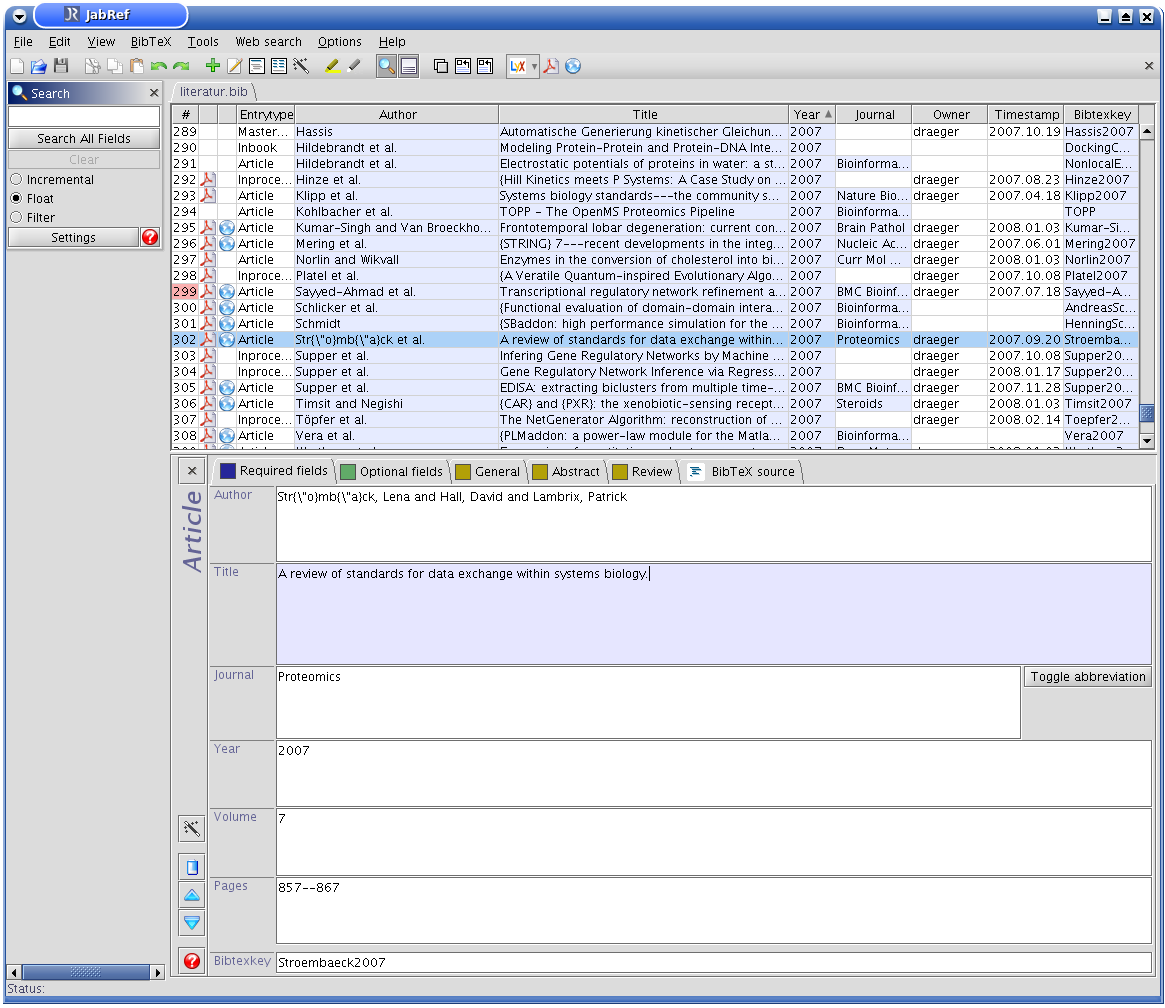 JabRef
File Edit View BibTeX Tools Web search Options Help
Search
Search All Fields
Clear
Incremental
Float
Filter
Settings
literatur.bib
# Entrytype Author Title Year Journal Owner Timestamp Bibtexkey
289 Master... Hassis Automatische Generierung kinetischer Gleichun... 2007 draeger 2007.10.19 Hassis2007
290 Inbook Hildebrandt et al. Modeling Protein-Protein and Protein-DNA Inte... 2007 DockingC...
291 Article Hildebrandt et al. Electrostatic potentials of proteins in water: a st... 2007 Bioinforma... NonlocalE...
292 Inproce... Hinze et al. {Hill Kinetics meets P Systems: A Case Study on ... 2007 draeger 2007.08.23 Hinze2007
293 Article Klipp et al. Systems biology standards---the community s... 2007 Nature Bio... draeger 2007.04.18 Klipp2007
294 Article Kohlbacher et al. TOPP - The OpenMS Proteomics Pipeline 2007 Bioinforma... TOPP
295 Article Kumar-Singh and Van Broeckho... Frontotemporal lobar degeneration: current con... 2007 Brain Pathol draeger 2008.01.03 Kumar-Si...
296 Article Mering et al. {STRING} 7---recent developments in the integ... 2007 Nucleic Ac... draeger 2007.06.01 Mering2007
297 Article Norlin and Wikvall Enzymes in the conversion of cholesterol into bi... 2007 Curr Mol ... draeger 2008.01.03 Norlin2007
298 Inproce... Platel et al. {A Veratile Quantum-inspired Evolutionary Algo... 2007 draeger 2007.10.08 Platel2007
299 Article Sayyed-Ahmad et al. Transcriptional regulatory network refinement a... 2007 BMC Bioinf... draeger 2007.07.18 Sayyed-A...
300 Article Schlicker et al. {Functional evaluation of domain-domain intera... 2007 Bioinforma... AndreasSc...
301 Article Schmidt {SBaddon: high performance simulation for the ... 2007 Bioinforma... HenningSc...
302 Article Str{\"o}mb{\"a}ck et al. A review of standards for data exchange within... 2007 Proteomics draeger 2007.09.20 Stroemba...
303 Inproce... Supper et al. Infering Gene Regulatory Networks by Machine ... 2007 draeger 2007.10.08 Supper20...
304 Inproce... Supper et al. Gene Regulatory Network Inference via Regress... 2007 draeger 2008.01.17 Supper20...
305 Article Supper et al. EDISA: extracting biclusters from multiple time-... 2007 BMC Bioinf... draeger 2007.11.28 Supper20...
306 Article Timsit and Negishi {CAR} and {PXR}: the xenobiotic-sensing recept... 2007 Steroids draeger 2008.01.03 Timsit2007
307 Inproce... Töpfer et al. The NetGenerator Algorithm: reconstruction of ... 2007 draeger 2008.02.14 Toepfer2...
308 Article Vera et al. {PLMaddon: a power-law module for the Matla... 2007 Bioinforma... Vera2007
Required fields Optional fields General Abstract Review BibTeX source
Article
Author Str{\"o}mb{\"a}ck, Lena and Hall, David and Lambrix, Patrick
Title A review of standards for data exchange within systems biology.
Journal Proteomics Toggle abbreviation
Year 2007
Volume 7
Pages 857--867
Bibtexkey Stroembaeck2007
Status: